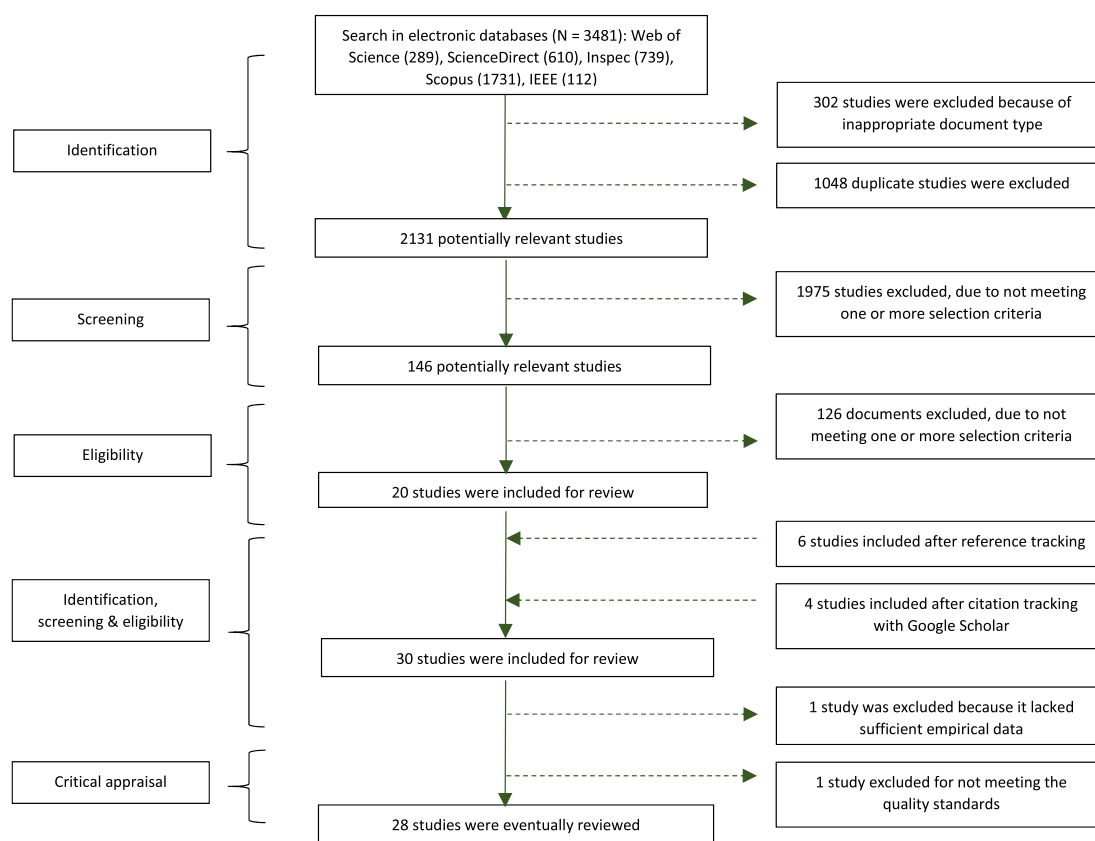 Search in electronic databases (N = 3481): Web of
Science (289), ScienceDirect (610), Inspec (739),
Scopus (1731), IEEE (112)
302 studies were excluded because of
inappropriate document type
Identification
1048 duplicate studies were excluded
2131 potentially relevant studies
1975 studies excluded, due to not meeting
one or more selection criteria
Screening
146 potentially relevant studies
126 documents excluded, due to not
meeting one or more selection criteria
Eligibility
20 studies were included for review
6 studies included after reference tracking
Identification,
screening & eligibility
4 studies included after citation tracking
with Google Scholar
30 studies were included for review
1 study was excluded because it lacked
sufficient empirical data
Critical appraisal
1 study excluded for not meeting the
quality standards
28 studies were eventually reviewed